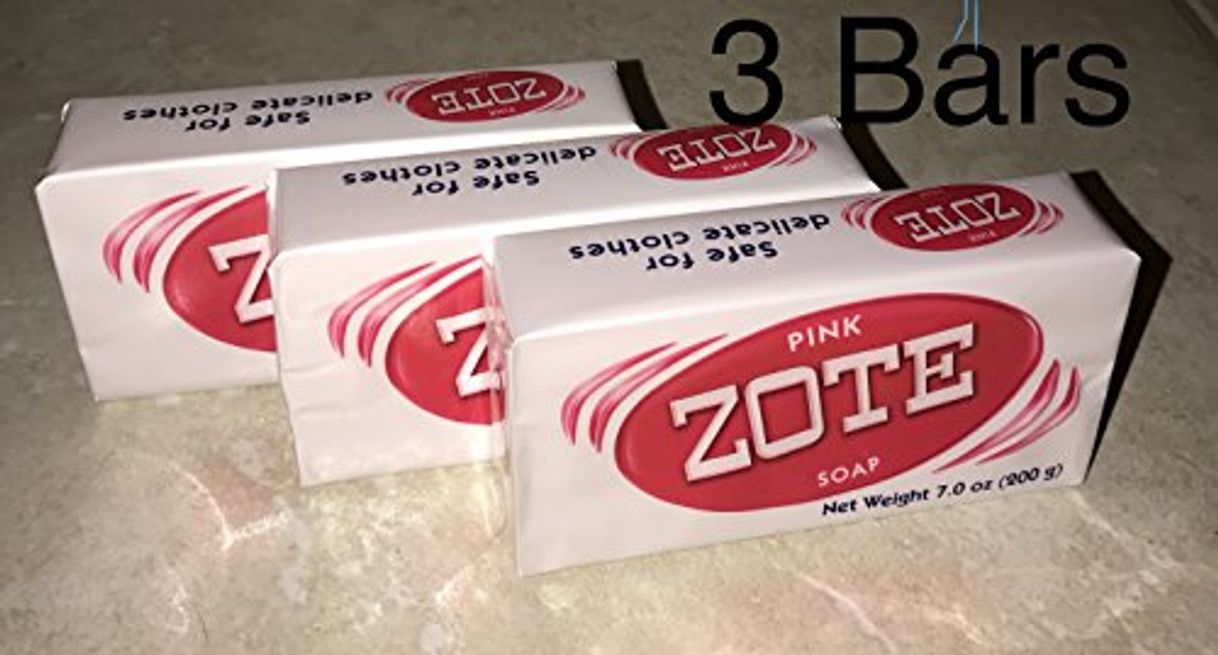 3 Bars
Safe for
delicate clothes
PINK
ZOTE
Safe for
delicate clothes
PINK
ZOTE
Safe for
delicate clothes
PINK
ZOTE
PINK
ZOTE
SOAP
Net Weight 7.0 oz (200 g)
Z
Z